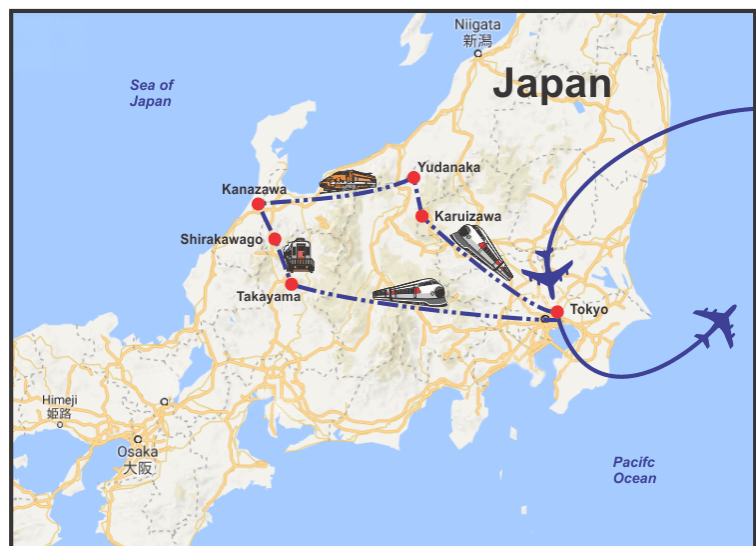 Niigata
新潟
Japan
Sea of
Japan
Yudanaka
Kanazawa
Karuizawa
Shirakawago
Takayama
Tokyo
Himeji
姫路
Osaka
大阪
Pacifc
Ocean